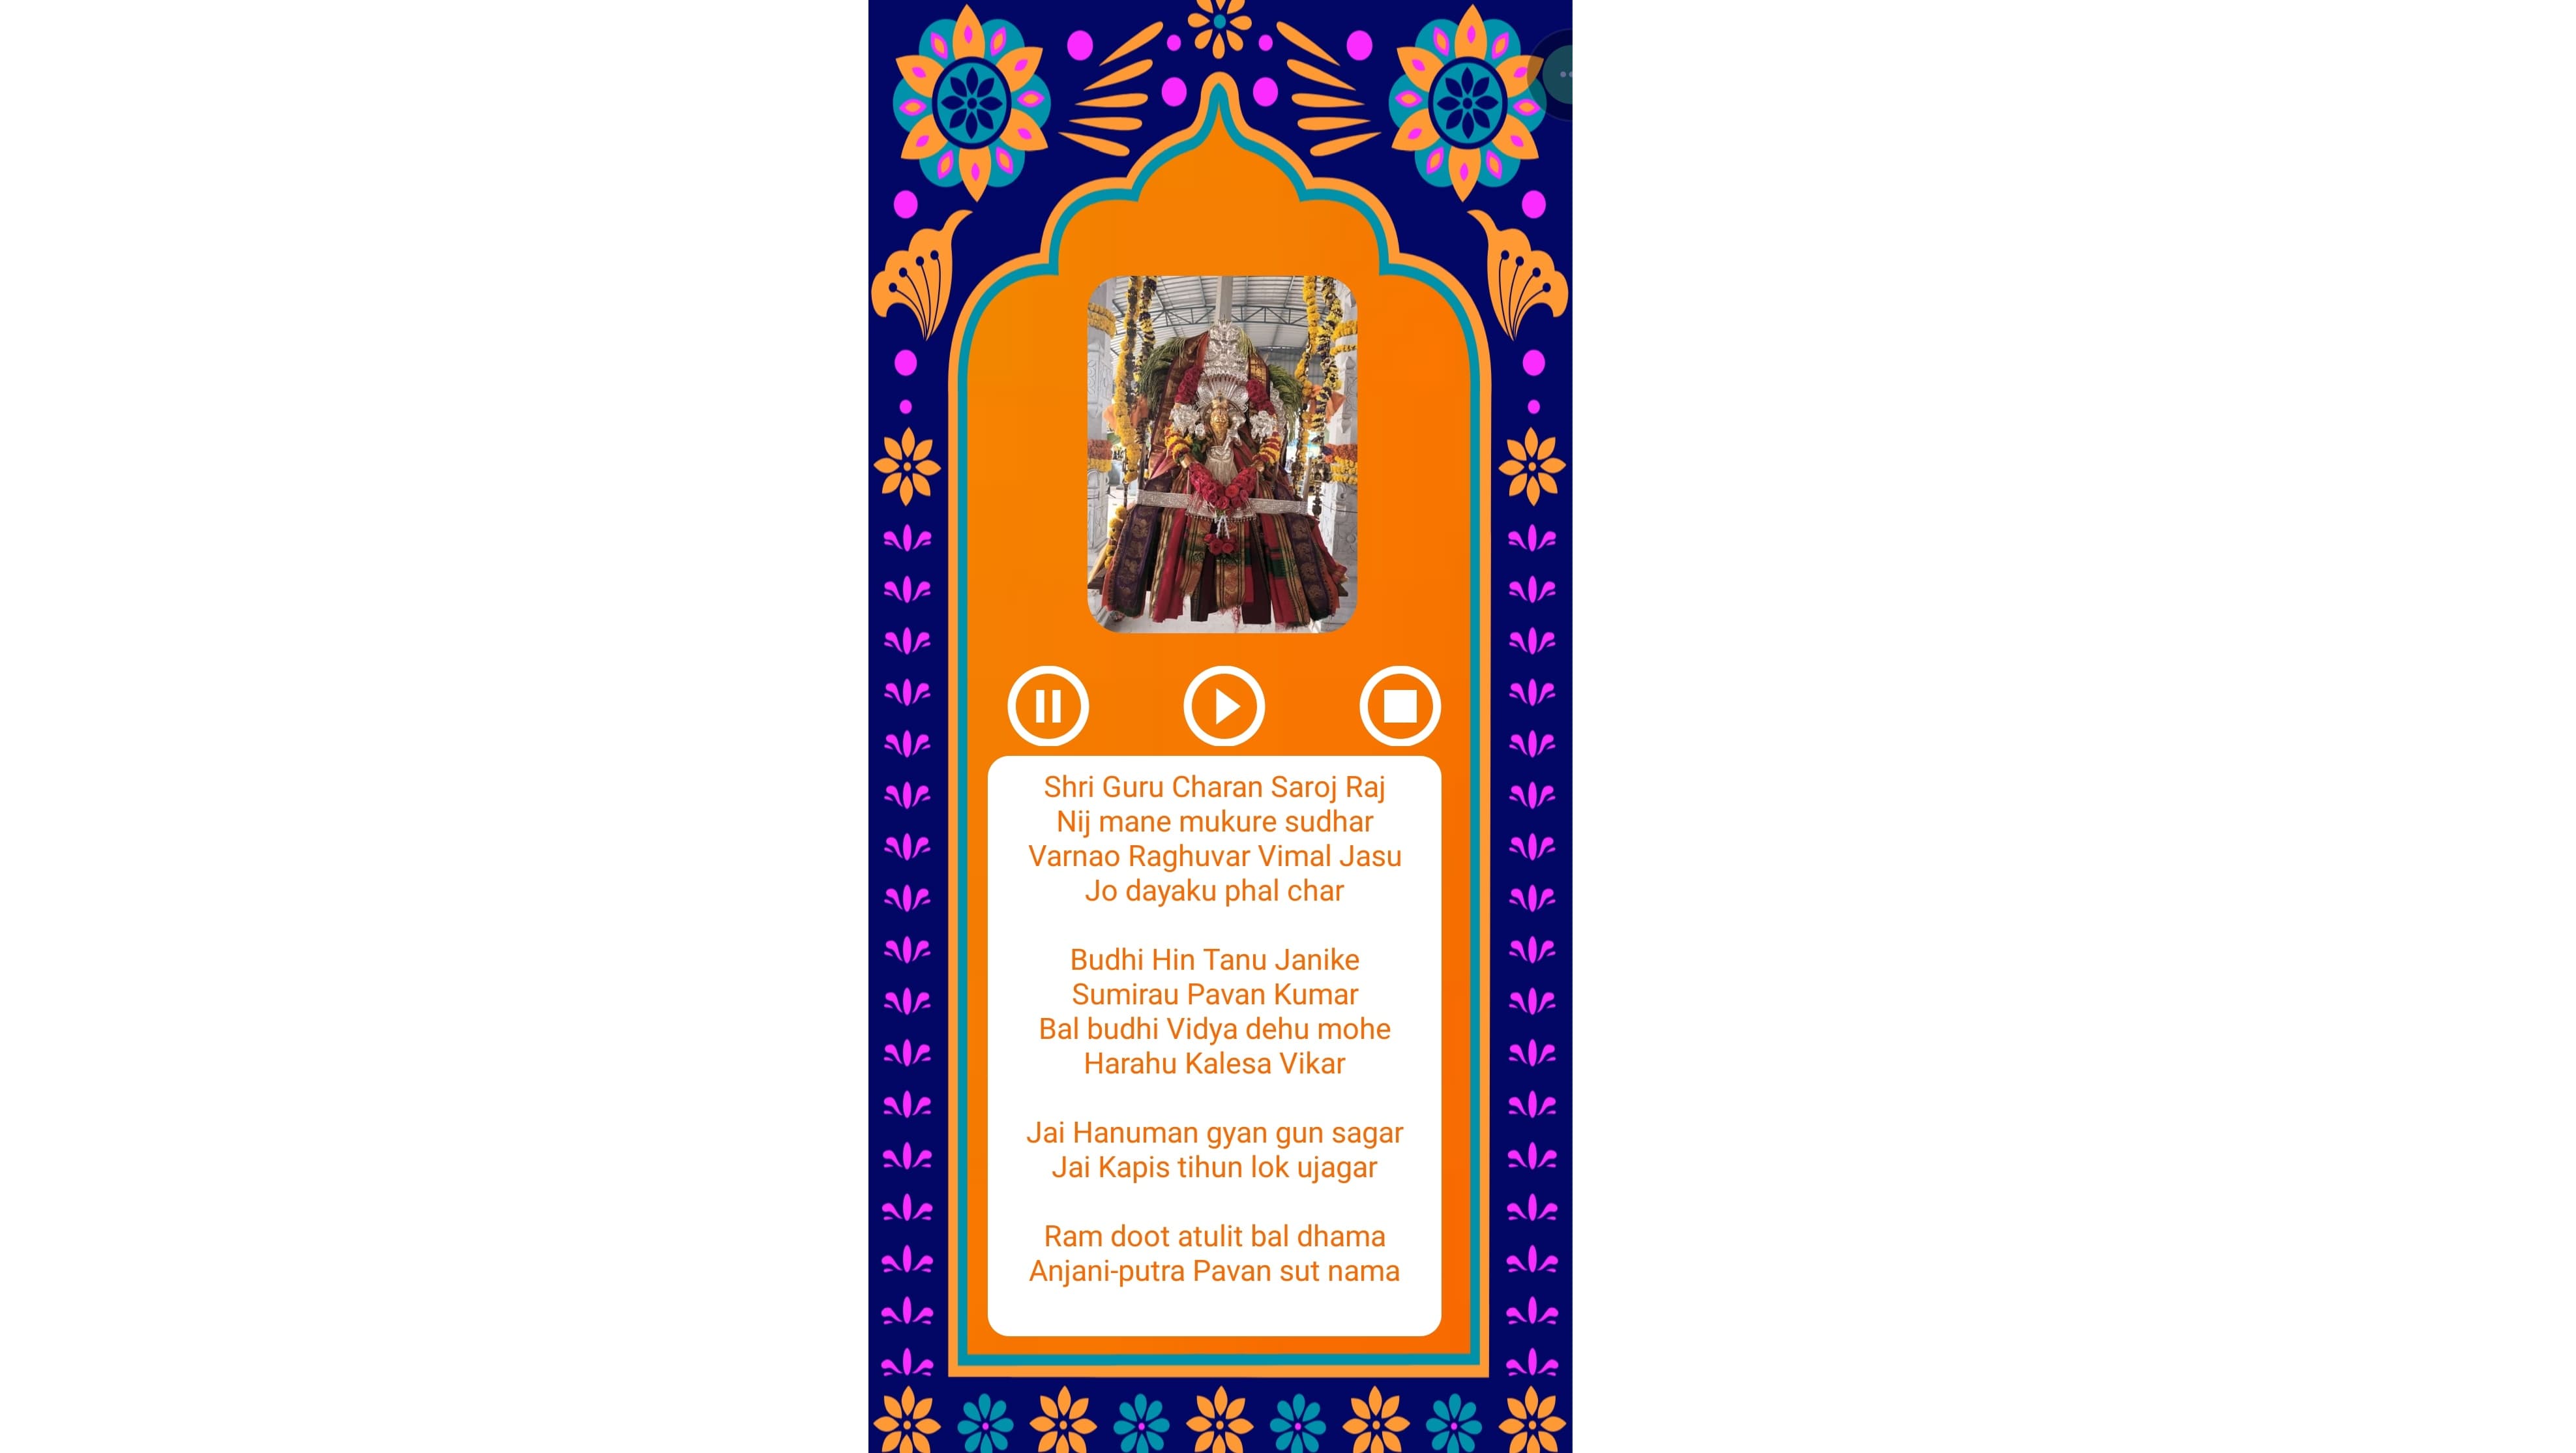 Shri Guru Charan Saroj Raj
Nij mane mukure sudhar
Varnao Raghuvar Vimal Jasu
Jo dayaku phal char
Budhi Hin Tanu Janike
Sumirau Pavan Kumar
Bal budhi Vidya dehu mohe
Harahu Kalesa Vikar
Jai Hanuman gyan gun sagar
Jai Kapis tihun lok ujagar
Ram doot atulit bal dhama
Anjani-putra Pavan sut nama